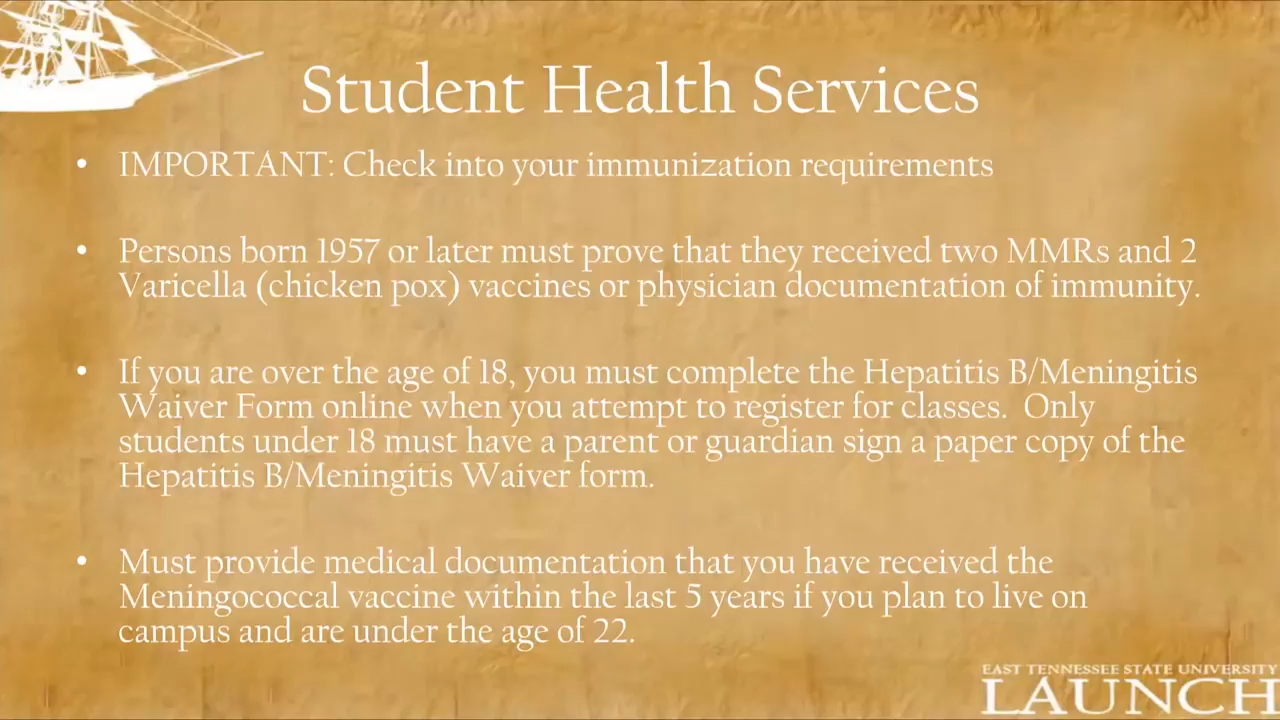 Student Health Services
• IMPORTANT: Check into your immunization requirements
• Persons born 1957 or later must prove that they received two MMRs and 2
Varicella (chicken pox) vaccines or physician documentation of immunity.
• If you are over the age of 18, you must complete the Hepatitis B/Meningitis
Waiver Form online when you attempt to register for classes.  Only
students under 18 must have a parent or guardian sign a paper copy of the
Hepatitis B/Meningitis Waiver form.
• Must provide medical documentation that you have received the
Meningococcal vaccine within the last 5 years if you plan to live on
campus and are under the age of 22.
EAST TENNESSEE STATE UNIVERSITY
LAUNCH